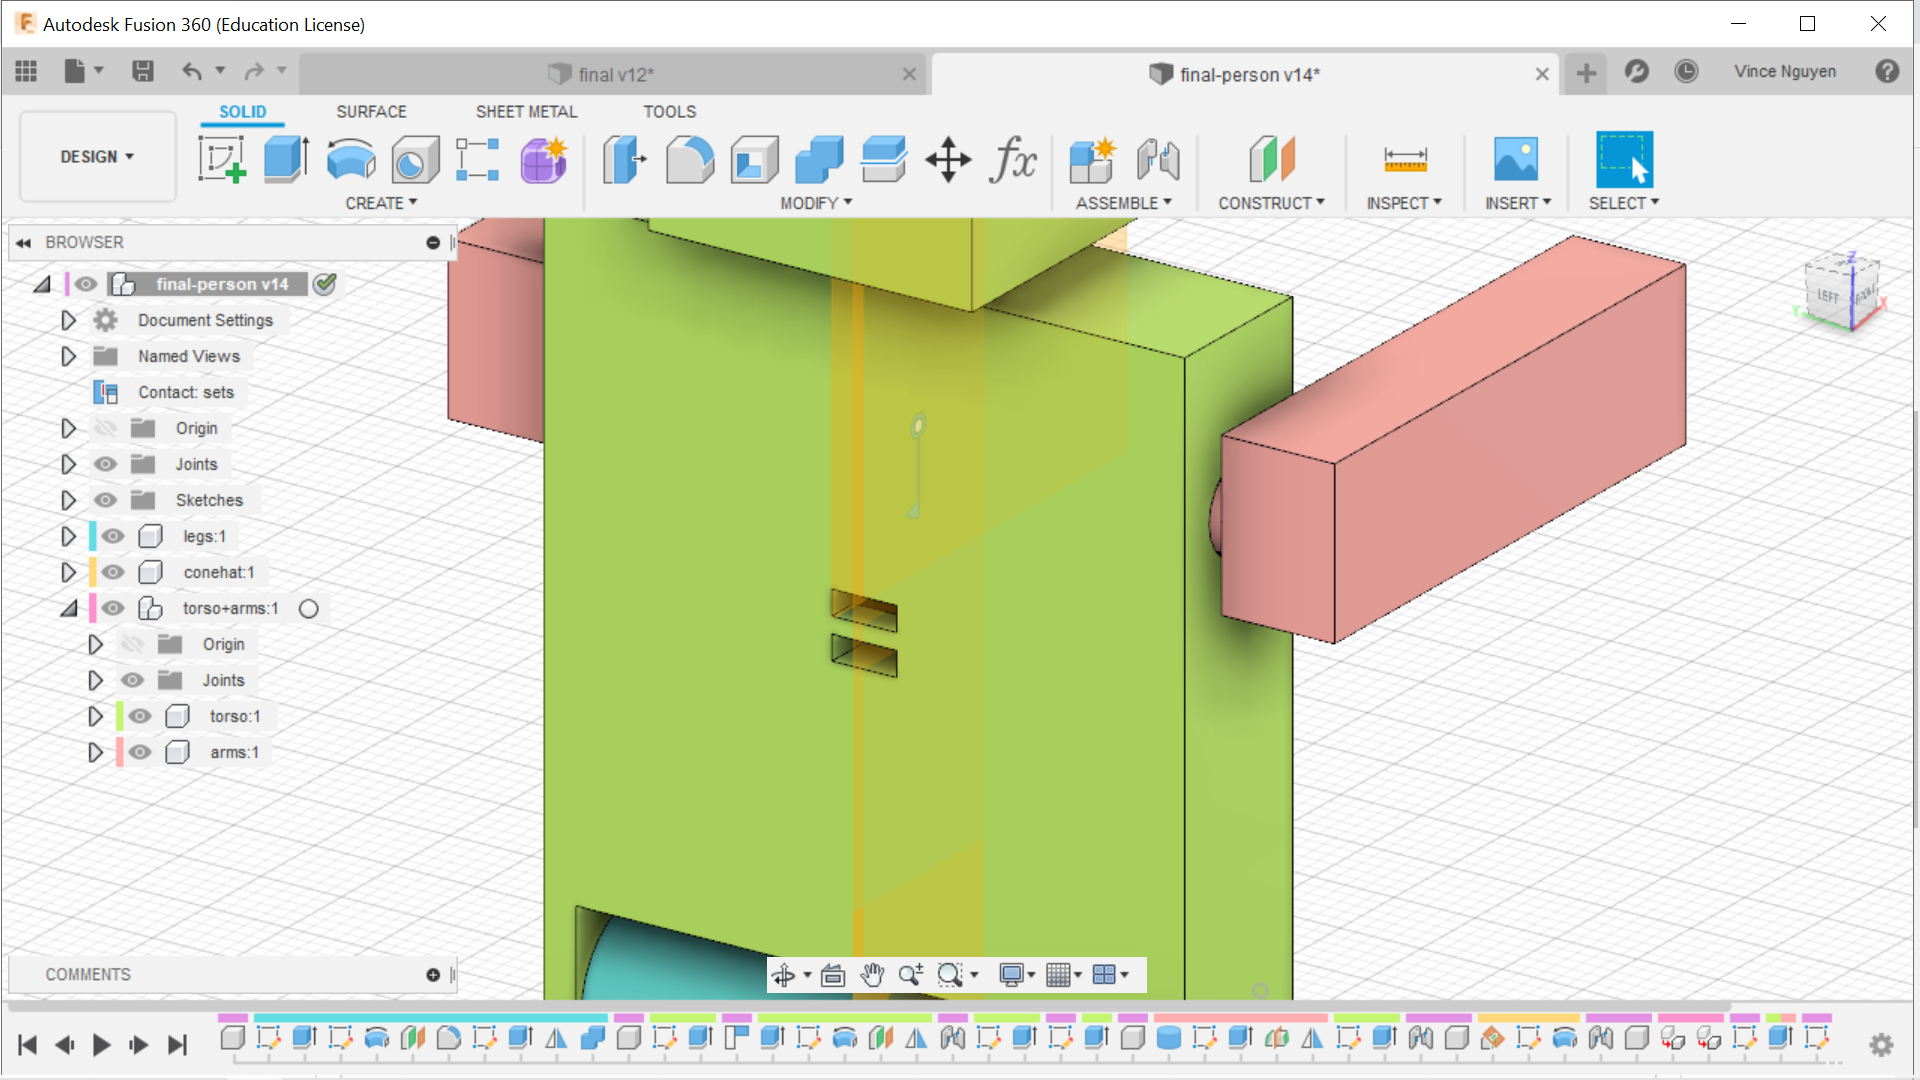 Autodesk Fusion 360 (Education License)
final v12*
final-person v14*
Vince Nguyen
SOLID
SURFACE
SHEET METAL
TOOLS
DESIGN
CREATE
MODIFY
ASSEMBLE
CONSTRUCT
INSPECT
INSERT
SELECT
fx
BROWSER
final-person v14
Document Settings
Named Views
Contact: sets
Origin
Joints
Sketches
legs:1
conehat:1
torso+arms:1
Origin
Joints
torso:1
arms:1
Z
LEFT
Y
X
COMMENTS